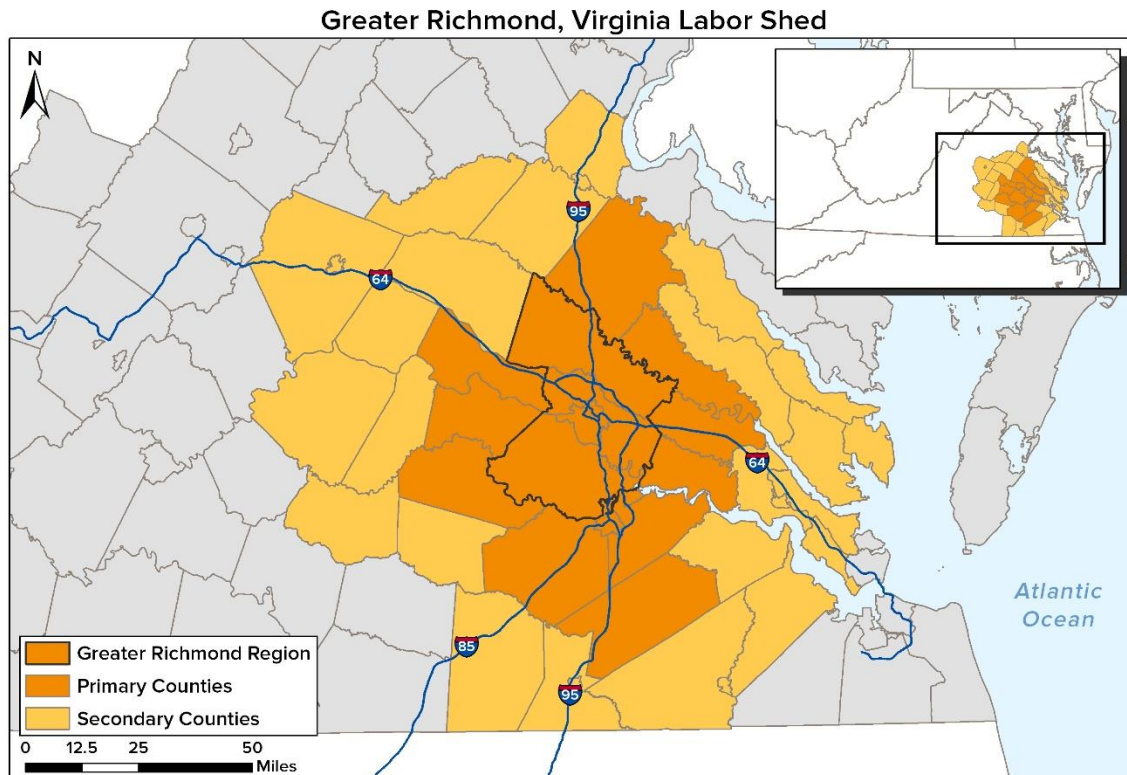 Greater Richmond, Virginia Labor Shed
N
95
64
64
Atlantic
Ocean
85
95
Greater Richmond Region
Primary Counties
Secondary Counties
0 12.5 25 50
Miles